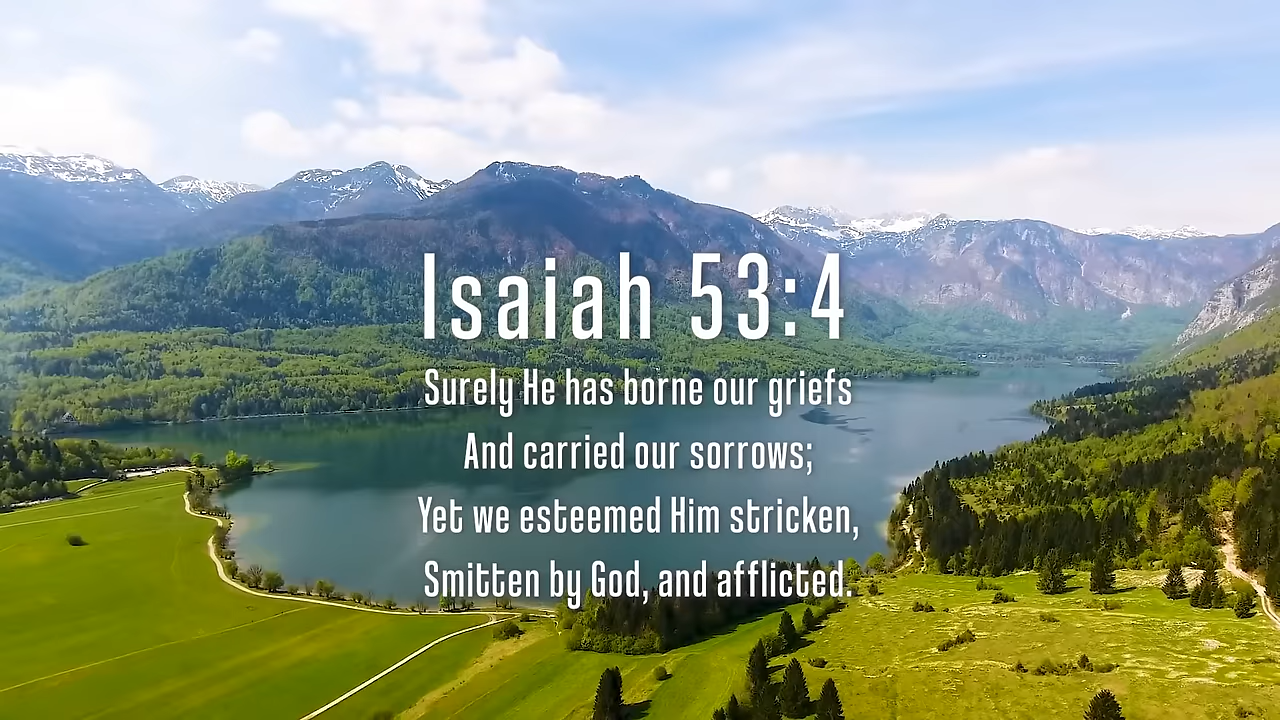 Isaiah 53:4
Surely He has borne our griefs
And carried our sorrows;
Yet we esteemed Him stricken,
Smitten by God, and afflicted.